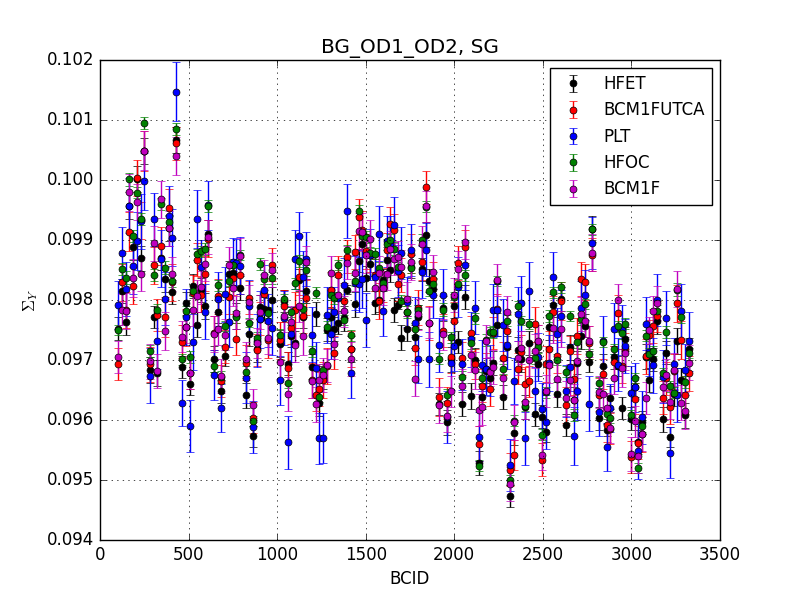 BG_OD1_OD2, SG
0.102
0.101
0.100
0.099
0.098
0.097
0.096
0.095
0.094
Σ_Y
HFET
BCM1FUTCA
PLT
HFOC
BCM1F
0 500 1000 1500 2000 2500 3000 3500
BCID